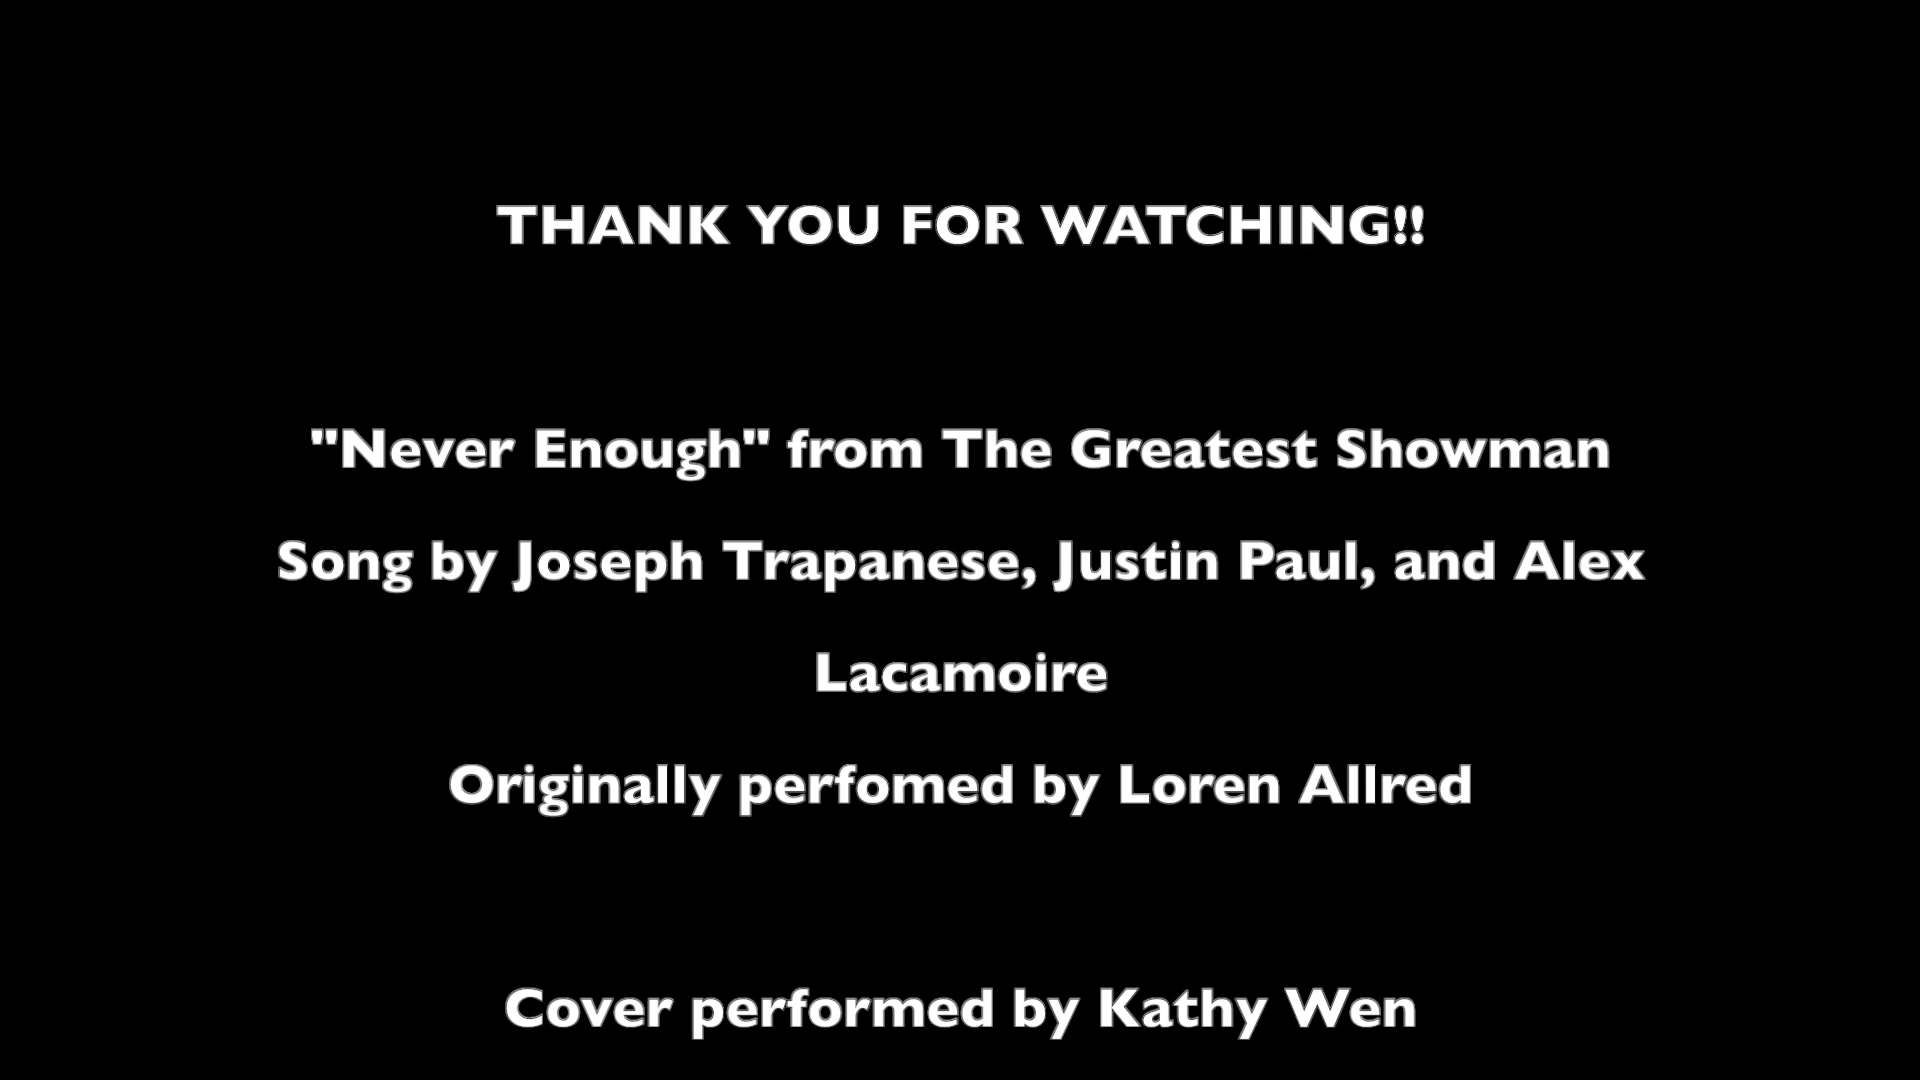 THANK YOU FOR WATCHING!!
"Never Enough" from The Greatest Showman
Song by Joseph Trapanese, Justin Paul, and Alex
Lacamoire
Originally perfomed by Loren Allred
Cover performed by Kathy Wen